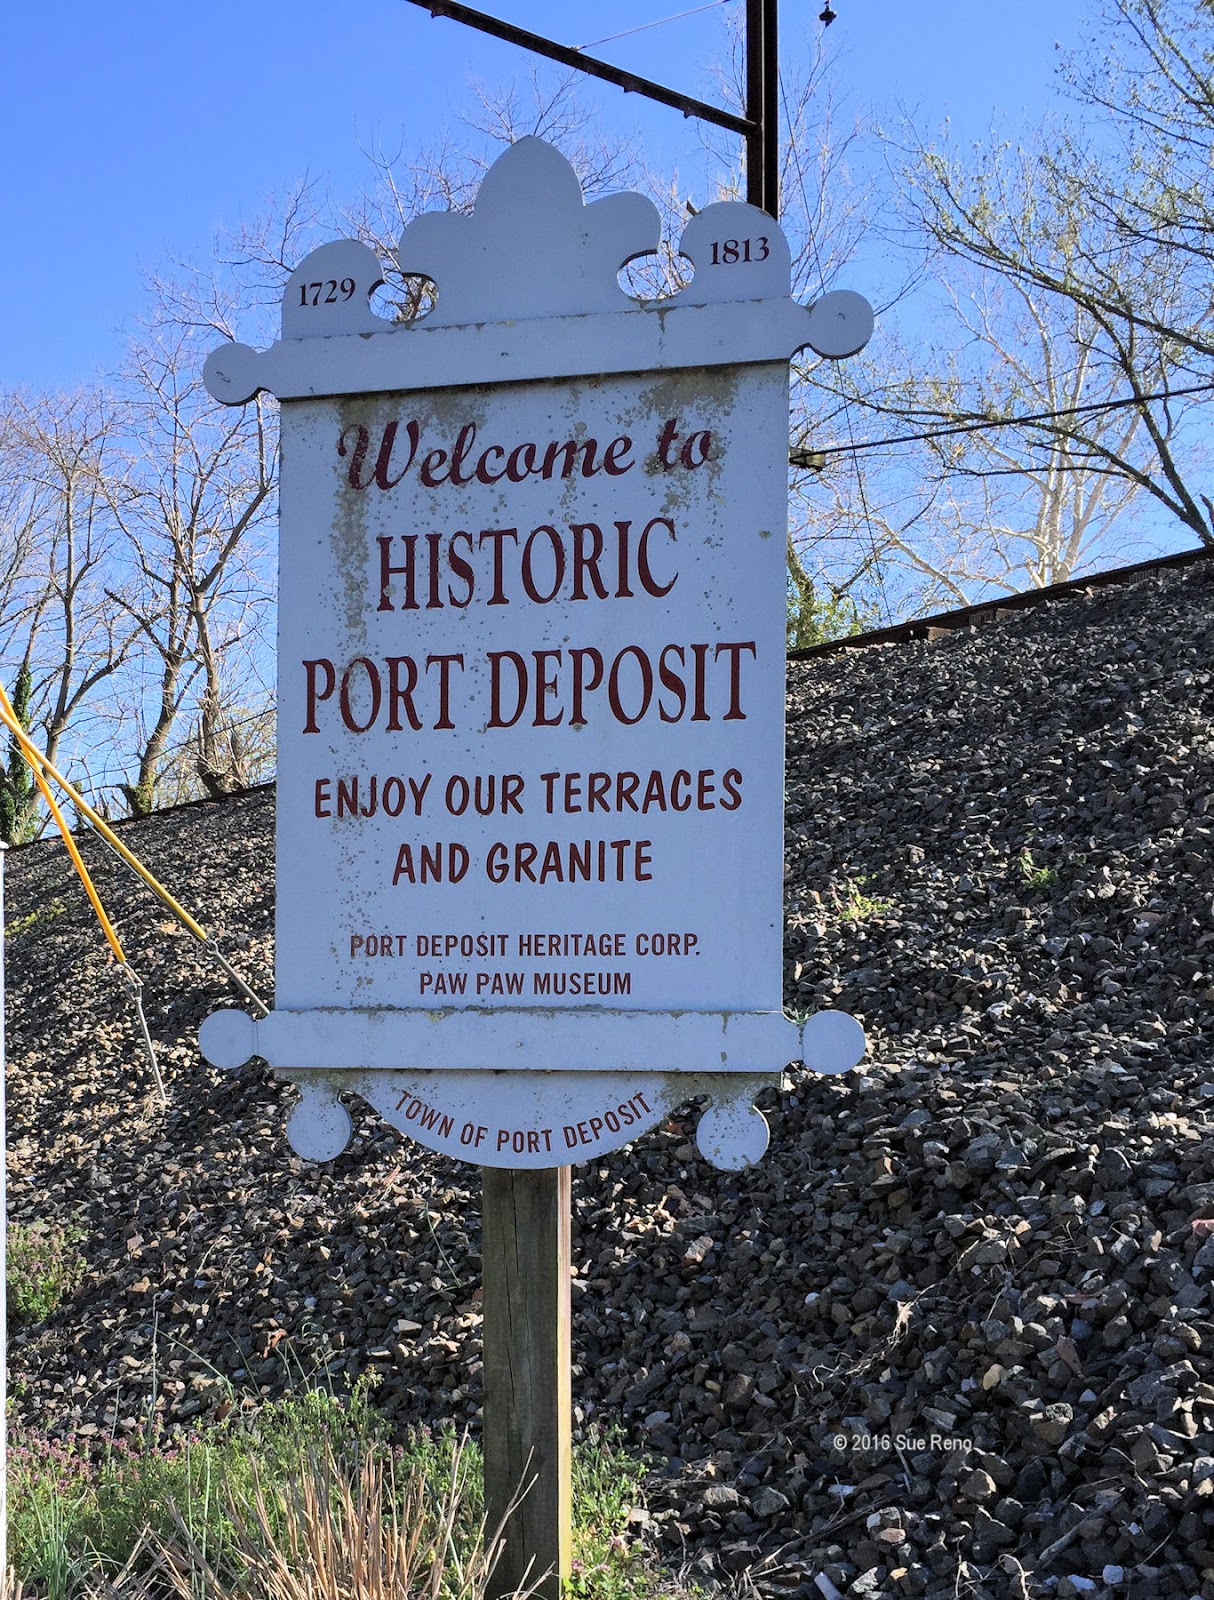 1729
1813
Welcome to
HISTORIC
PORT DEPOSIT
ENJOY OUR TERRACES
AND GRANITE
PORT DEPOSIT HERITAGE CORP.
PAW PAW MUSEUM
TOWN OF PORT DEPOSIT
© 2016 Sue Reno